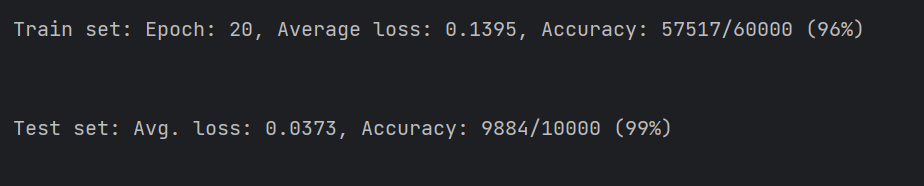 Train set: Epoch: 20, Average loss: 0.1395, Accuracy: 57517/60000 (96%)
Test set: Avg. loss: 0.0373, Accuracy: 9884/10000 (99%)